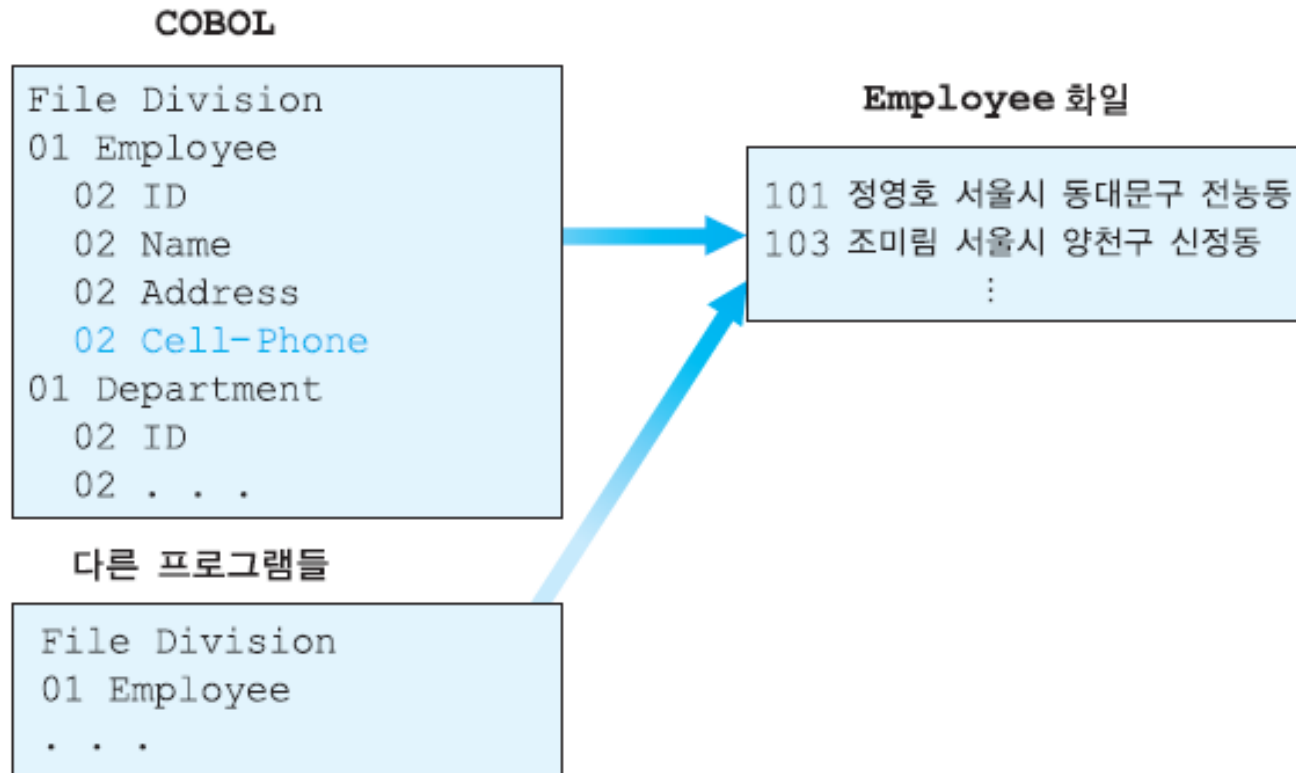 COBOL
File Division
01 Employee
02 ID
02 Name
02 Address
02 Cell-Phone
01 Department
02 ID
02 . . .
다른 프로그램들
File Division
01 Employee
. . .
Employee 화일
101 정영호 서울시 동대문구 전농동
103 조미림 서울시 양천구 신정동
⋮